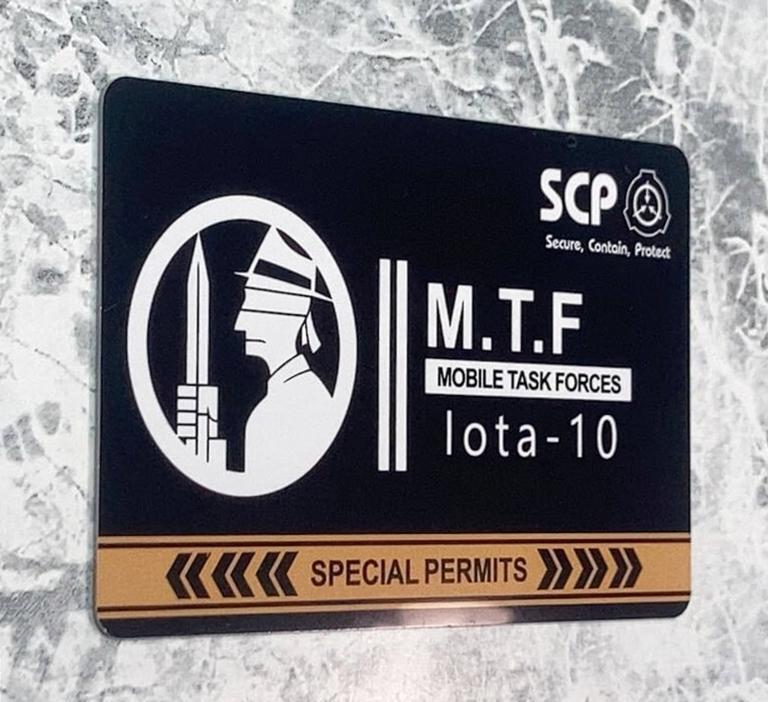 SCP
Secure, Contain, Protect
M.T.F
MOBILE TASK FORCES
Iota-10
SPECIAL PERMITS